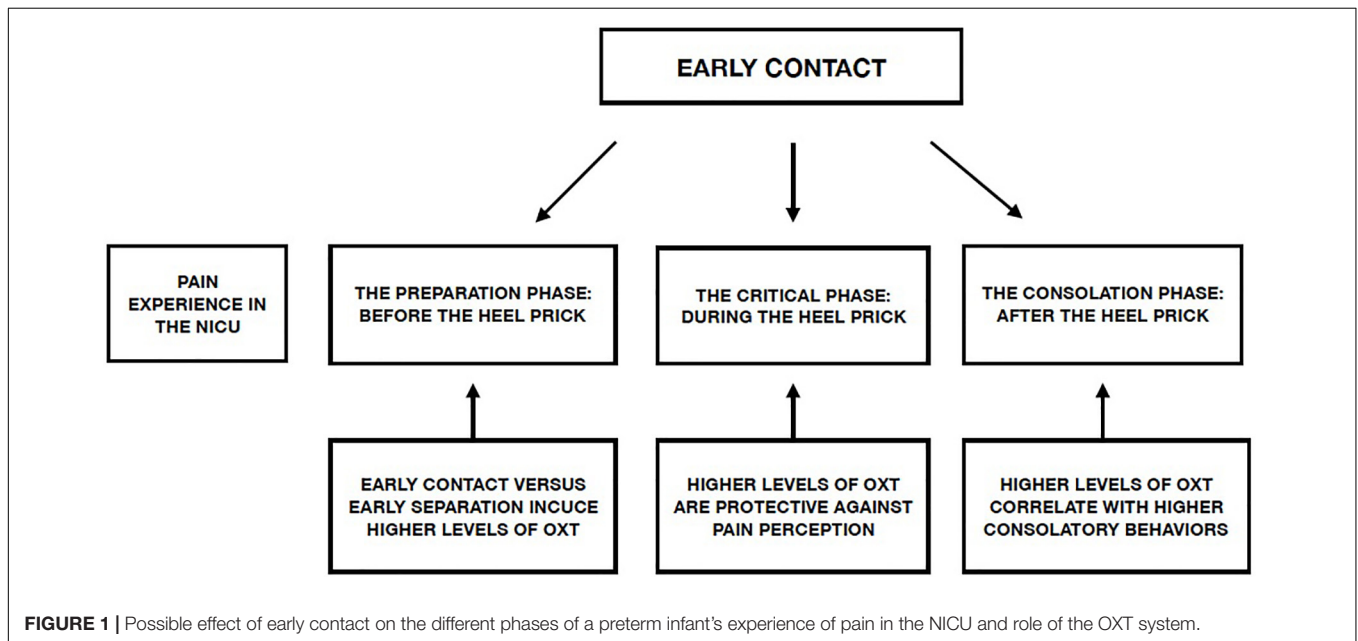 EARLY CONTACT
PAIN
EXPERIENCE IN
THE NICU
THE PREPARATION PHASE:
BEFORE THE HEEL PRICK
THE CRITICAL PHASE:
DURING THE HEEL PRICK
THE CONSOLATION PHASE:
AFTER THE HEEL PRICK
EARLY CONTACT VERSUS
EARLY SEPARATION INCUCE
HIGHER LEVELS OF OXT
HIGHER LEVELS OF OXT
ARE PROTECTIVE AGAINST
PAIN PERCEPTION
HIGHER LEVELS OF OXT
CORRELATE WITH HIGHER
CONSOLATORY BEHAVIORS
FIGURE 1 | Possible effect of early contact on the different phases of a preterm infant's experience of pain in the NICU and role of the OXT system.